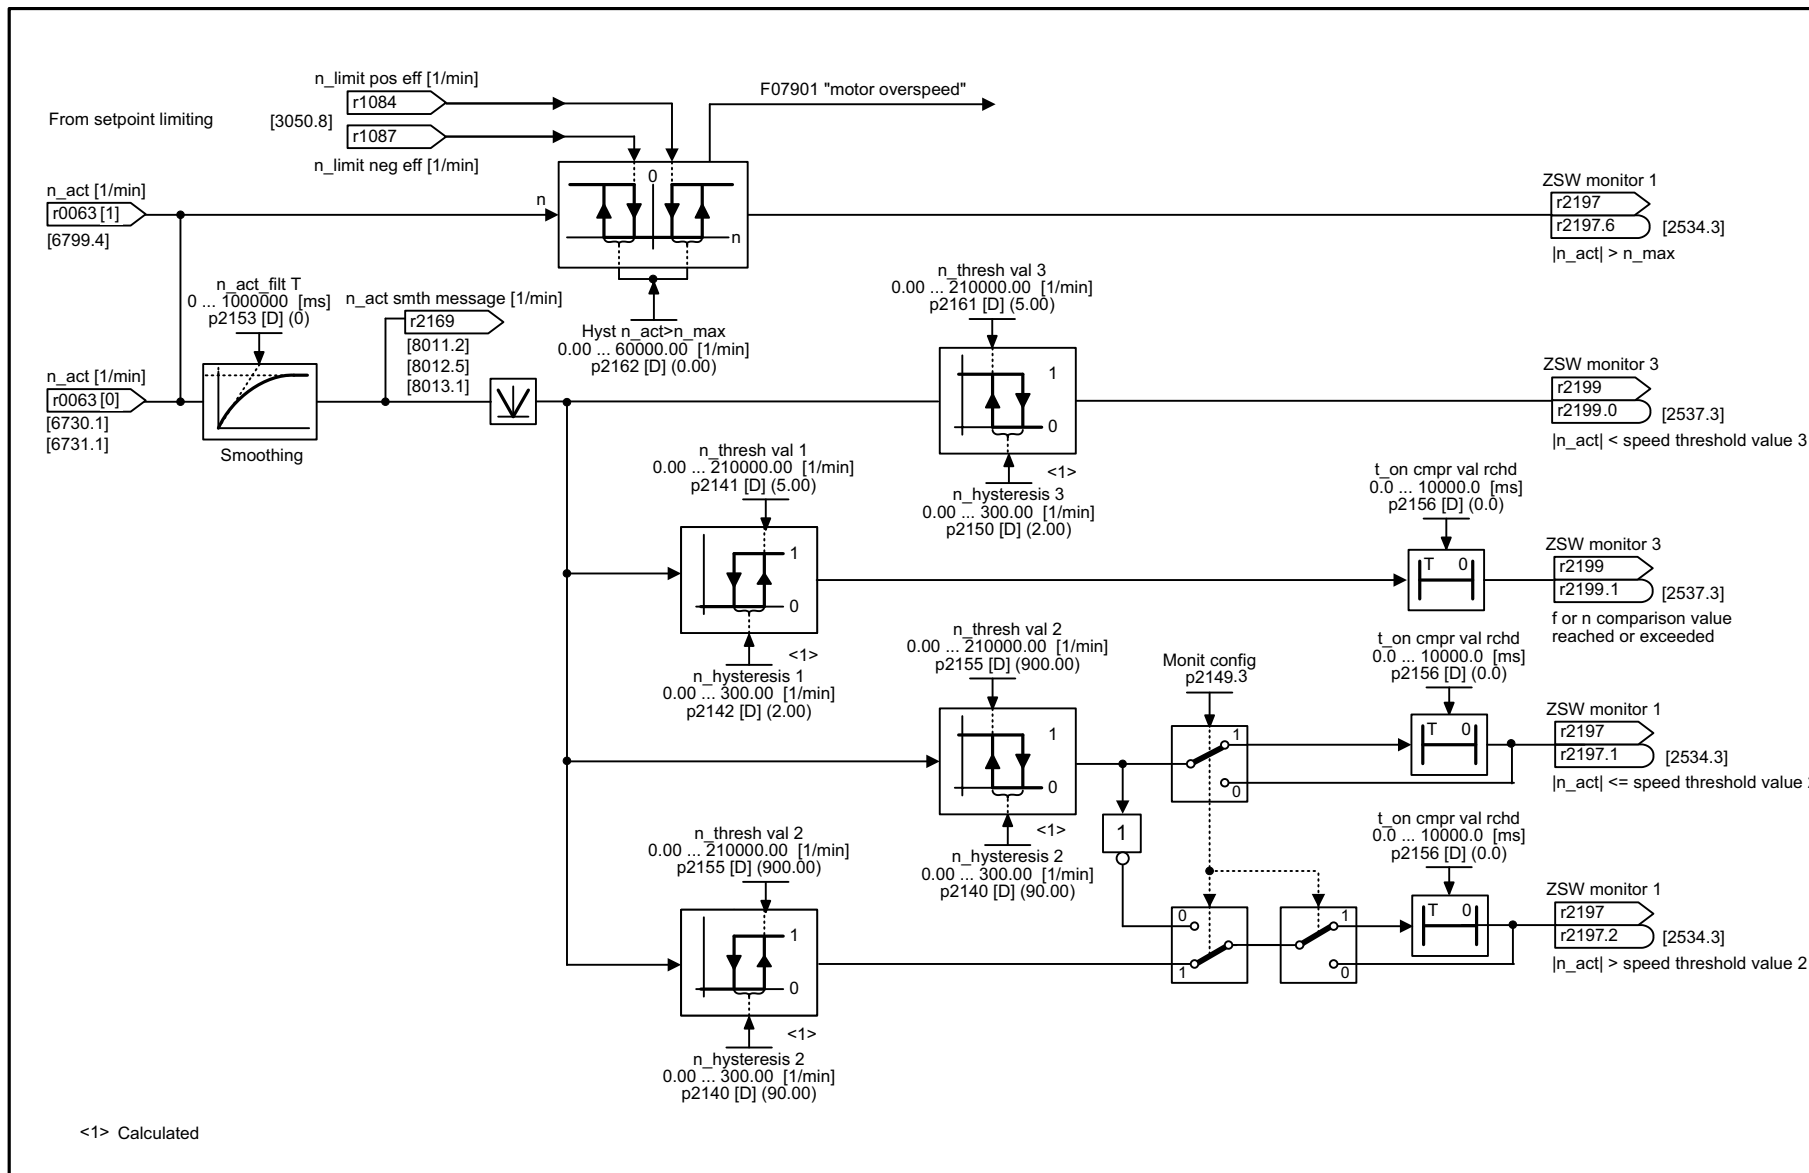 n_limit pos eff [1/min]
r1084
From setpoint limiting
[3050.8]
r1087
n_limit neg eff [1/min]
F07901 "motor overspeed"
n_act [1/min]
r0063 [1]
[6799.4]
n
0
n
ZSW monitor 1
r2197
r2197.6 [2534.3]
|n_act| > n_max
n_act_filt T
0 ... 1000000 [ms]
p2153 [D] (0)
n_act smth message [1/min]
r2169
[8011.2]
[8012.5]
[8013.1]
Hyst n_act>n_max
0.00 ... 60000.00 [1/min]
p2162 [D] (0.00)
n_thresh val 3
0.00 ... 210000.00 [1/min]
p2161 [D] (5.00)
1
0
<1>
n_hysteresis 3
0.00 ... 300.00 [1/min]
p2150 [D] (2.00)
ZSW monitor 3
r2199
r2199.0 [2537.3]
|n_act| < speed threshold value 3
n_act [1/min]
r0063 [0]
[6730.1]
[6731.1]
Smoothing
n_thresh val 1
0.00 ... 210000.00 [1/min]
p2141 [D] (5.00)
1
0
<1>
n_hysteresis 1
0.00 ... 300.00 [1/min]
p2142 [D] (2.00)
t_on cmpr val rchd
0.0 ... 10000.0 [ms]
p2156 [D] (0.0)
T 0
ZSW monitor 3
r2199
r2199.1 [2537.3]
f or n comparison value
reached or exceeded
n_thresh val 2
0.00 ... 210000.00 [1/min]
p2155 [D] (900.00)
1
0
<1>
n_hysteresis 2
0.00 ... 300.00 [1/min]
p2140 [D] (90.00)
Monit config
p2149.3
1
0
t_on cmpr val rchd
0.0 ... 10000.0 [ms]
p2156 [D] (0.0)
T 0
ZSW monitor 1
r2197
r2197.1 [2534.3]
|n_act| <= speed threshold value
1
n_thresh val 2
0.00 ... 210000.00 [1/min]
p2155 [D] (900.00)
1
0
<1>
n_hysteresis 2
0.00 ... 300.00 [1/min]
p2140 [D] (90.00)
0
1
1
0
t_on cmpr val rchd
0.0 ... 10000.0 [ms]
p2156 [D] (0.0)
T 0
ZSW monitor 1
r2197
r2197.2 [2534.3]
|n_act| > speed threshold value 2
<1> Calculated